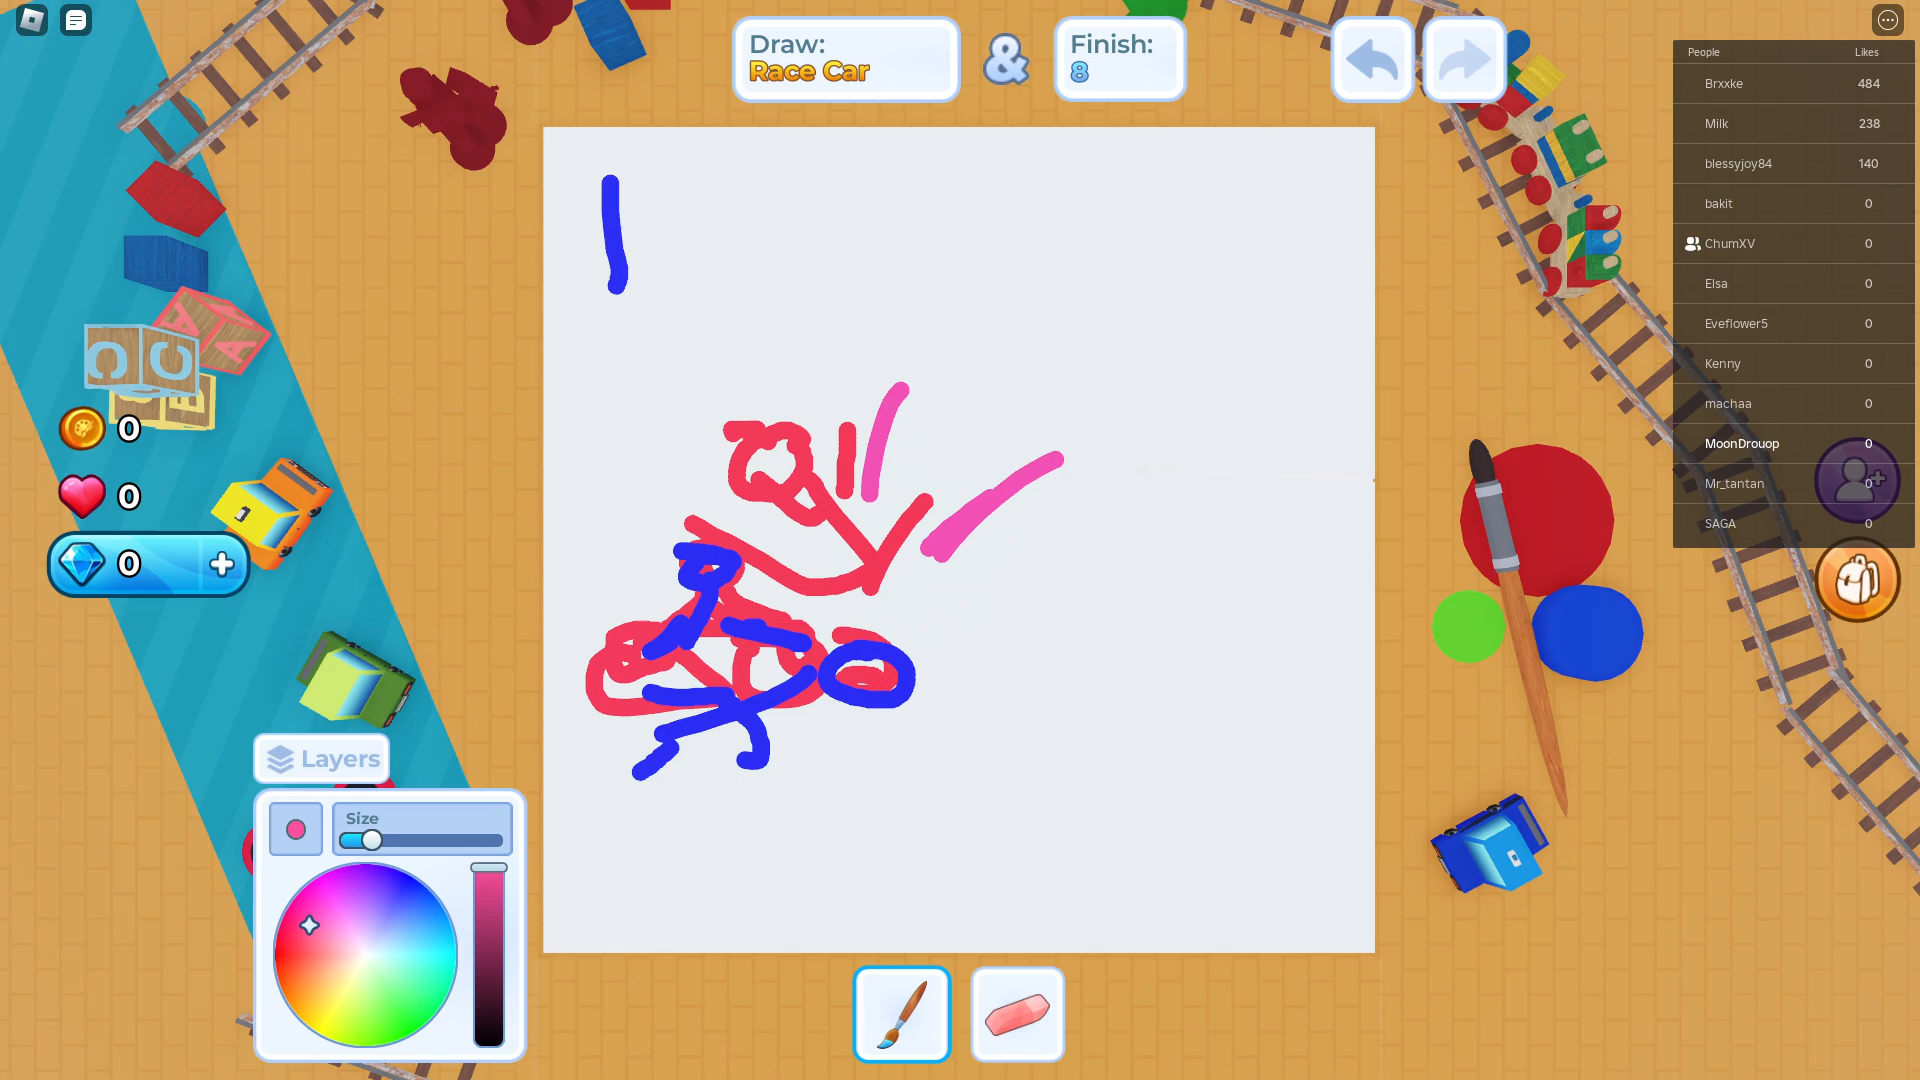 Draw:
Race Car
&
Finish:
8
People Likes
Brxxke 484
Milk 238
blessyjoy84 140
bakit 0
ChumXV 0
Elsa 0
Eveflower5 0
Kenny 0
machaa 0
MoonDrouop 0
Mr_tantan 0
SAGA 0
A
A
C
C
B
0
0
0
1
Layers
Size